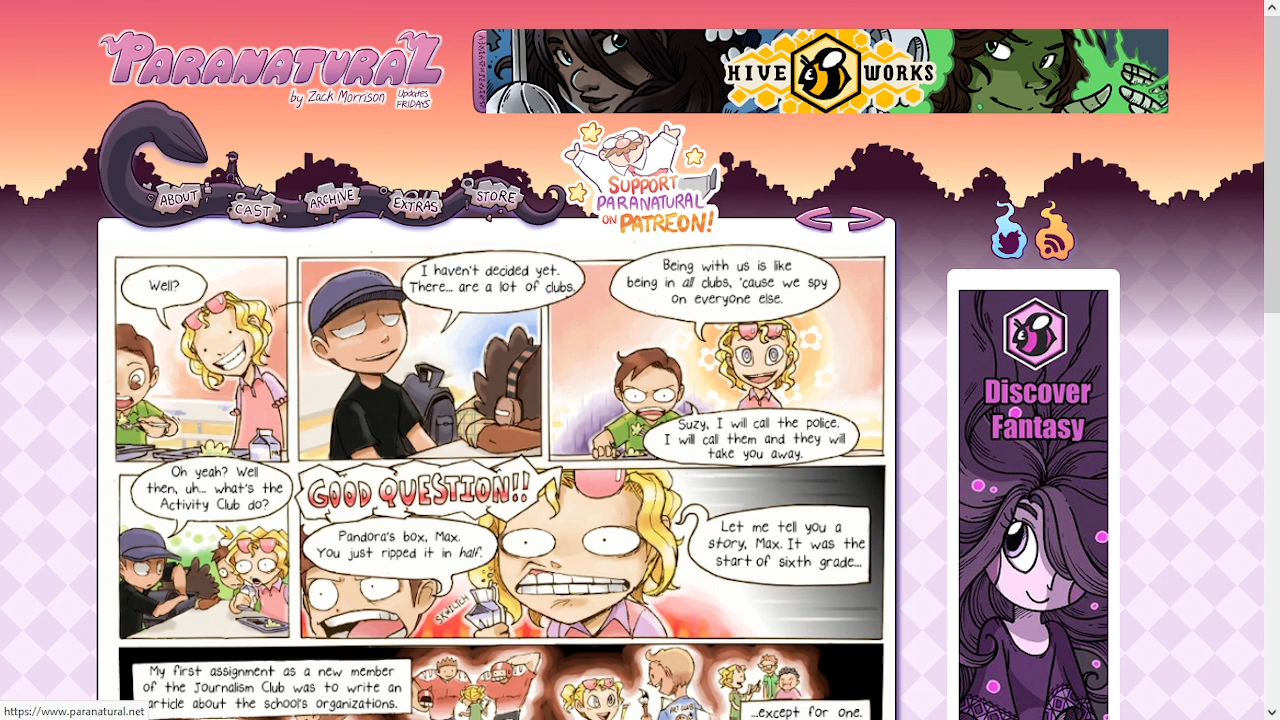 PARANATURAL
by Zack Morrison
Updates
FRIDAYS
HIVE WORKS
ABOUT
CAST
ARCHIVE
EXTRAS
STORE
SUPPORT
PARANATURAL
ON PATREON!
Well?
I haven't decided yet.
There... are a lot of clubs.
Being with us is like
being in all clubs, 'cause we spy
on everyone else.
Suzy, I will call the police.
I will call them and they will
take you away.
Oh yeah? Well
then, uh... what's the
Activity Club do?
GOOD QUESTION!!
Pandora's box, Max.
You just ripped it in half.
SKWILTCH
Let me tell you a
story, Max. It was the
start of sixth grade...
My first assignment as a new member
of the Journalism Club was to write an
article about the school's organizations.
...except for one.
Discover
Fantasy
https://www.paranatural.net